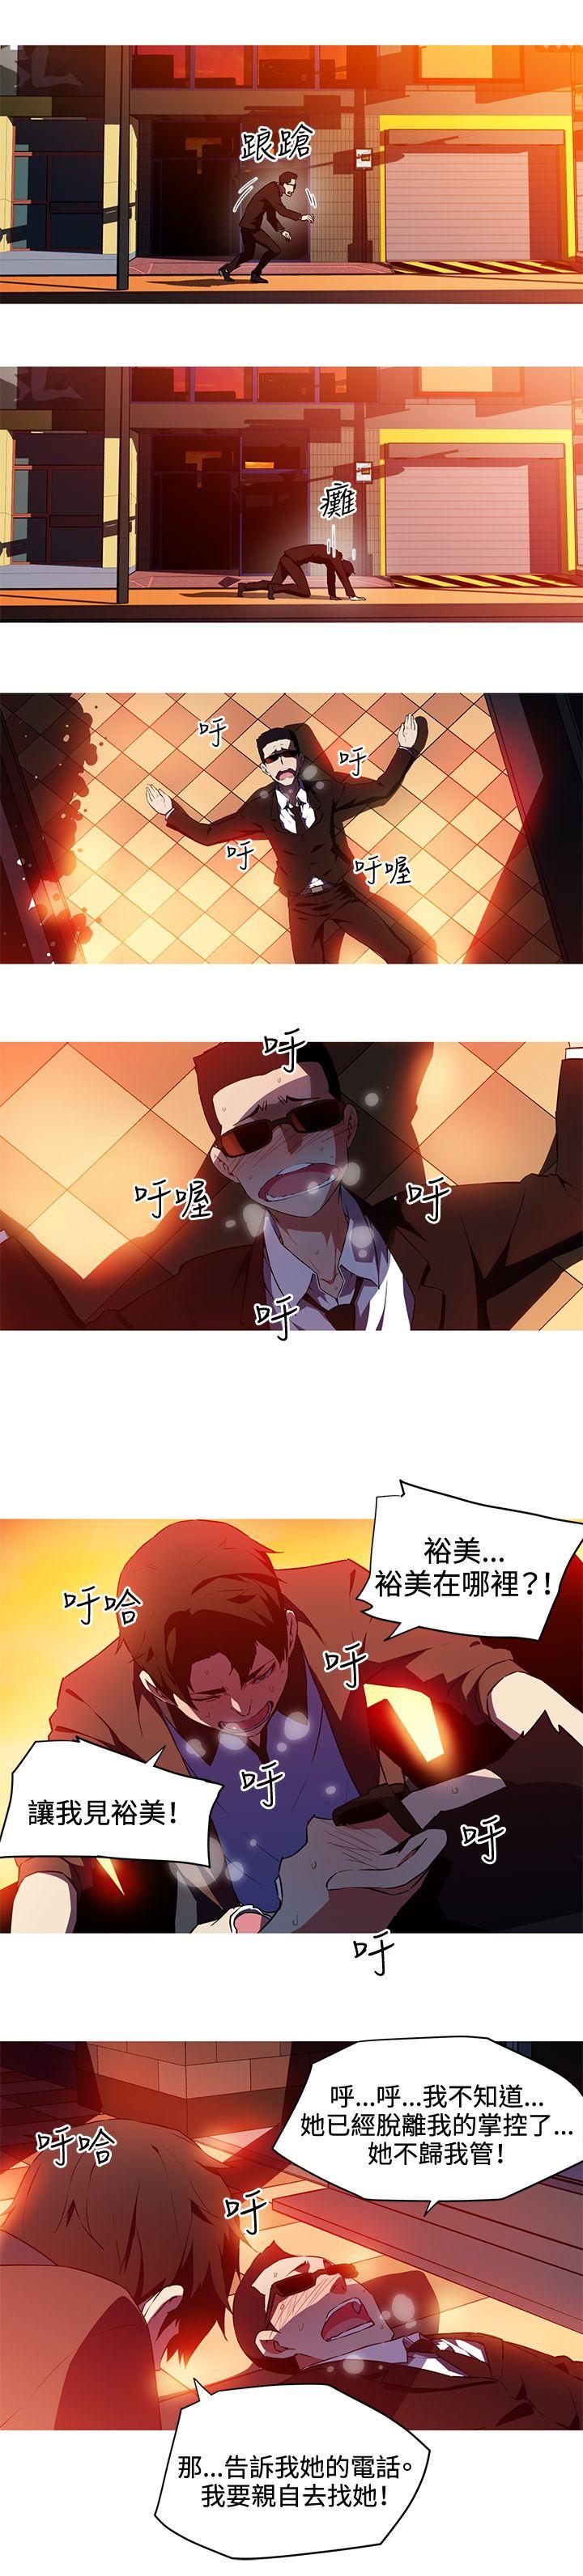 踉蹌
癱
吁
吁
吁
吁喔
吁
吁喔
吁
吁
裕美...
裕美在哪裡?!
吁哈
吁
吁
讓我見裕美!
吁
吁
呼...呼...我不知道...
她已經脫離我的掌控了...
她不歸我管!
吁哈
吁
那...告訴我她的電話。
我要親自去找她!